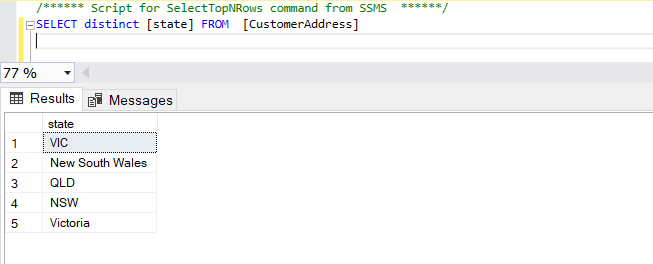 /****** Script for SelectTopNRows command from SSMS ******/
SELECT distinct [state] FROM [CustomerAddress]
77 %
Results Messages
state
1 VIC
2 New South Wales
3 QLD
4 NSW
5 Victoria